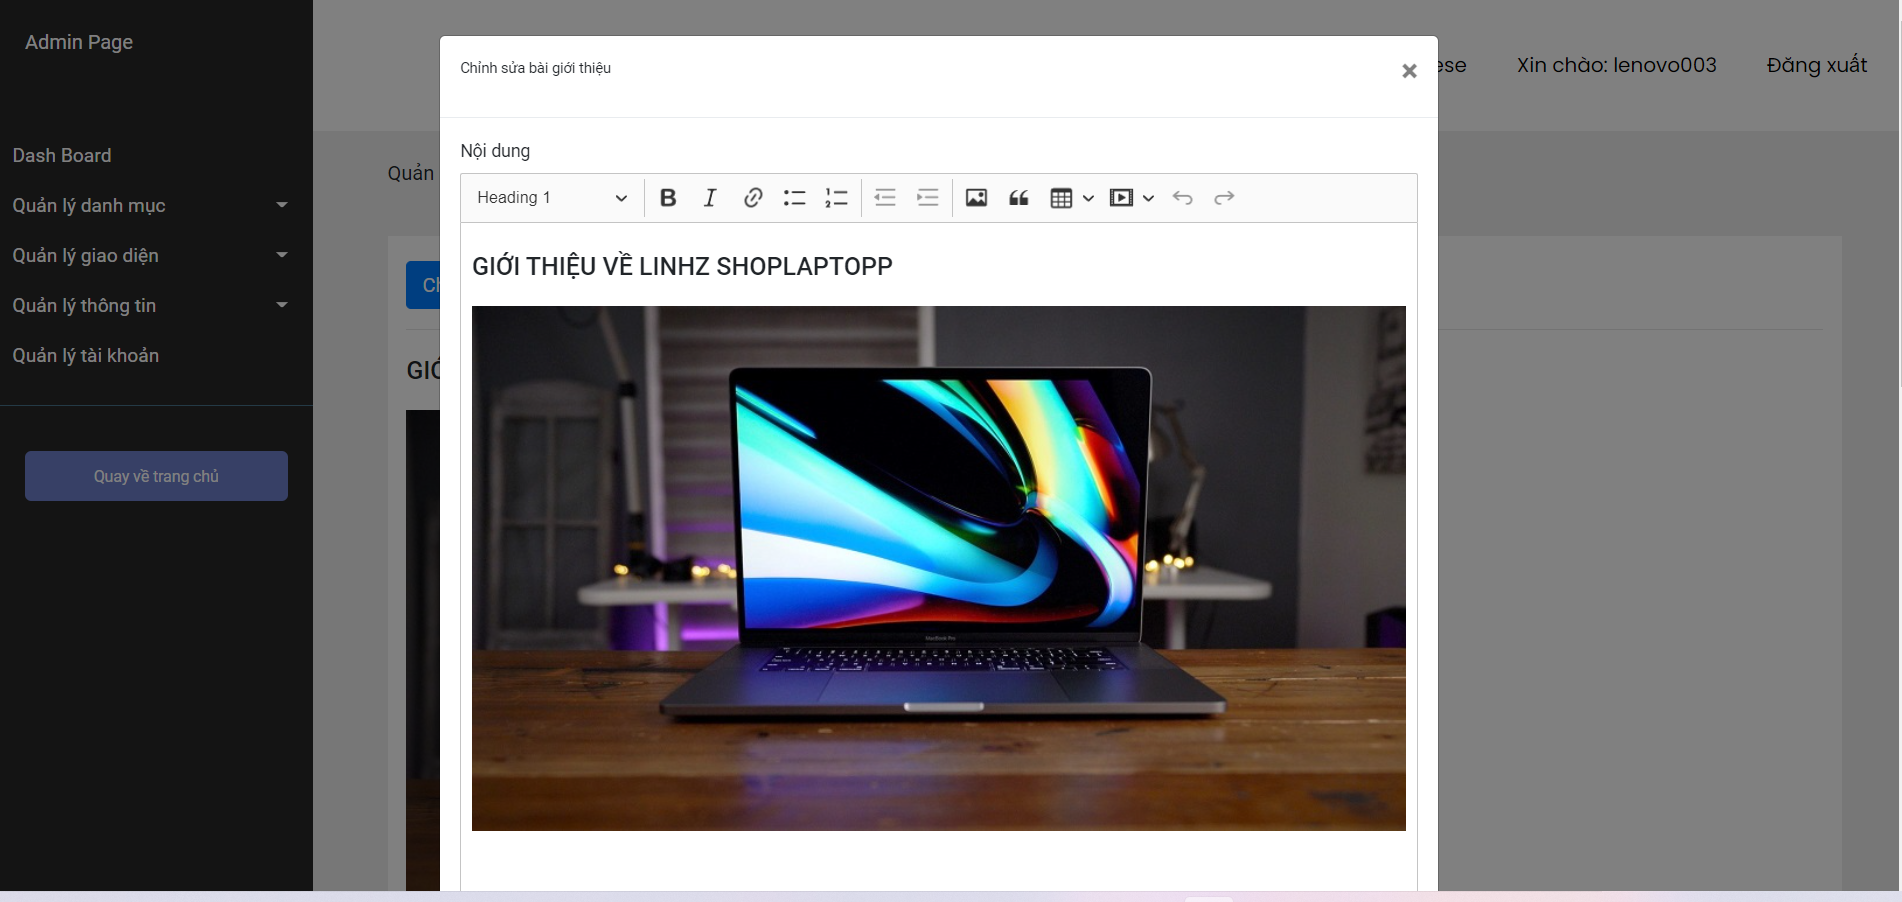 Admin Page
Dash Board
Quản lý danh mục
Quản lý giao diện
Quản lý thông tin
Quản lý tài khoản
Quay về trang chủ
Xin chào: lenovo003
Đăng xuất
Quản
Chỉnh sửa bài giới thiệu
×
Nội dung
Heading 1
GIỚI THIỆU VỀ LINHZ SHOPLAPTOPP
MacBook Pro